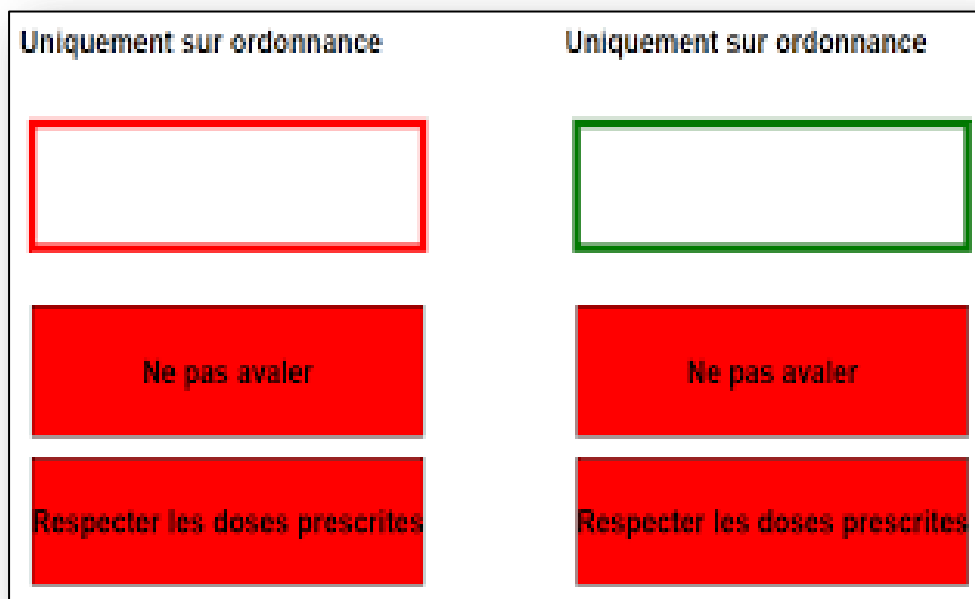 Uniquement sur ordonnance
Uniquement sur ordonnance
Ne pas avaler
Ne pas avaler
Respecter les doses prescrites
Respecter les doses prescrites